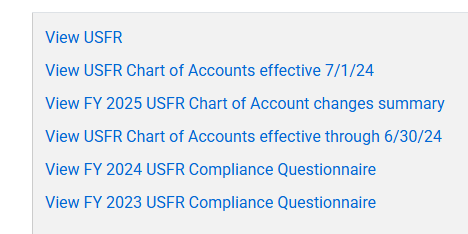 View USFR
View USFR Chart of Accounts effective 7/1/24
View FY 2025 USFR Chart of Account changes summary
View USFR Chart of Accounts effective through 6/30/24
View FY 2024 USFR Compliance Questionnaire
View FY 2023 USFR Compliance Questionnaire